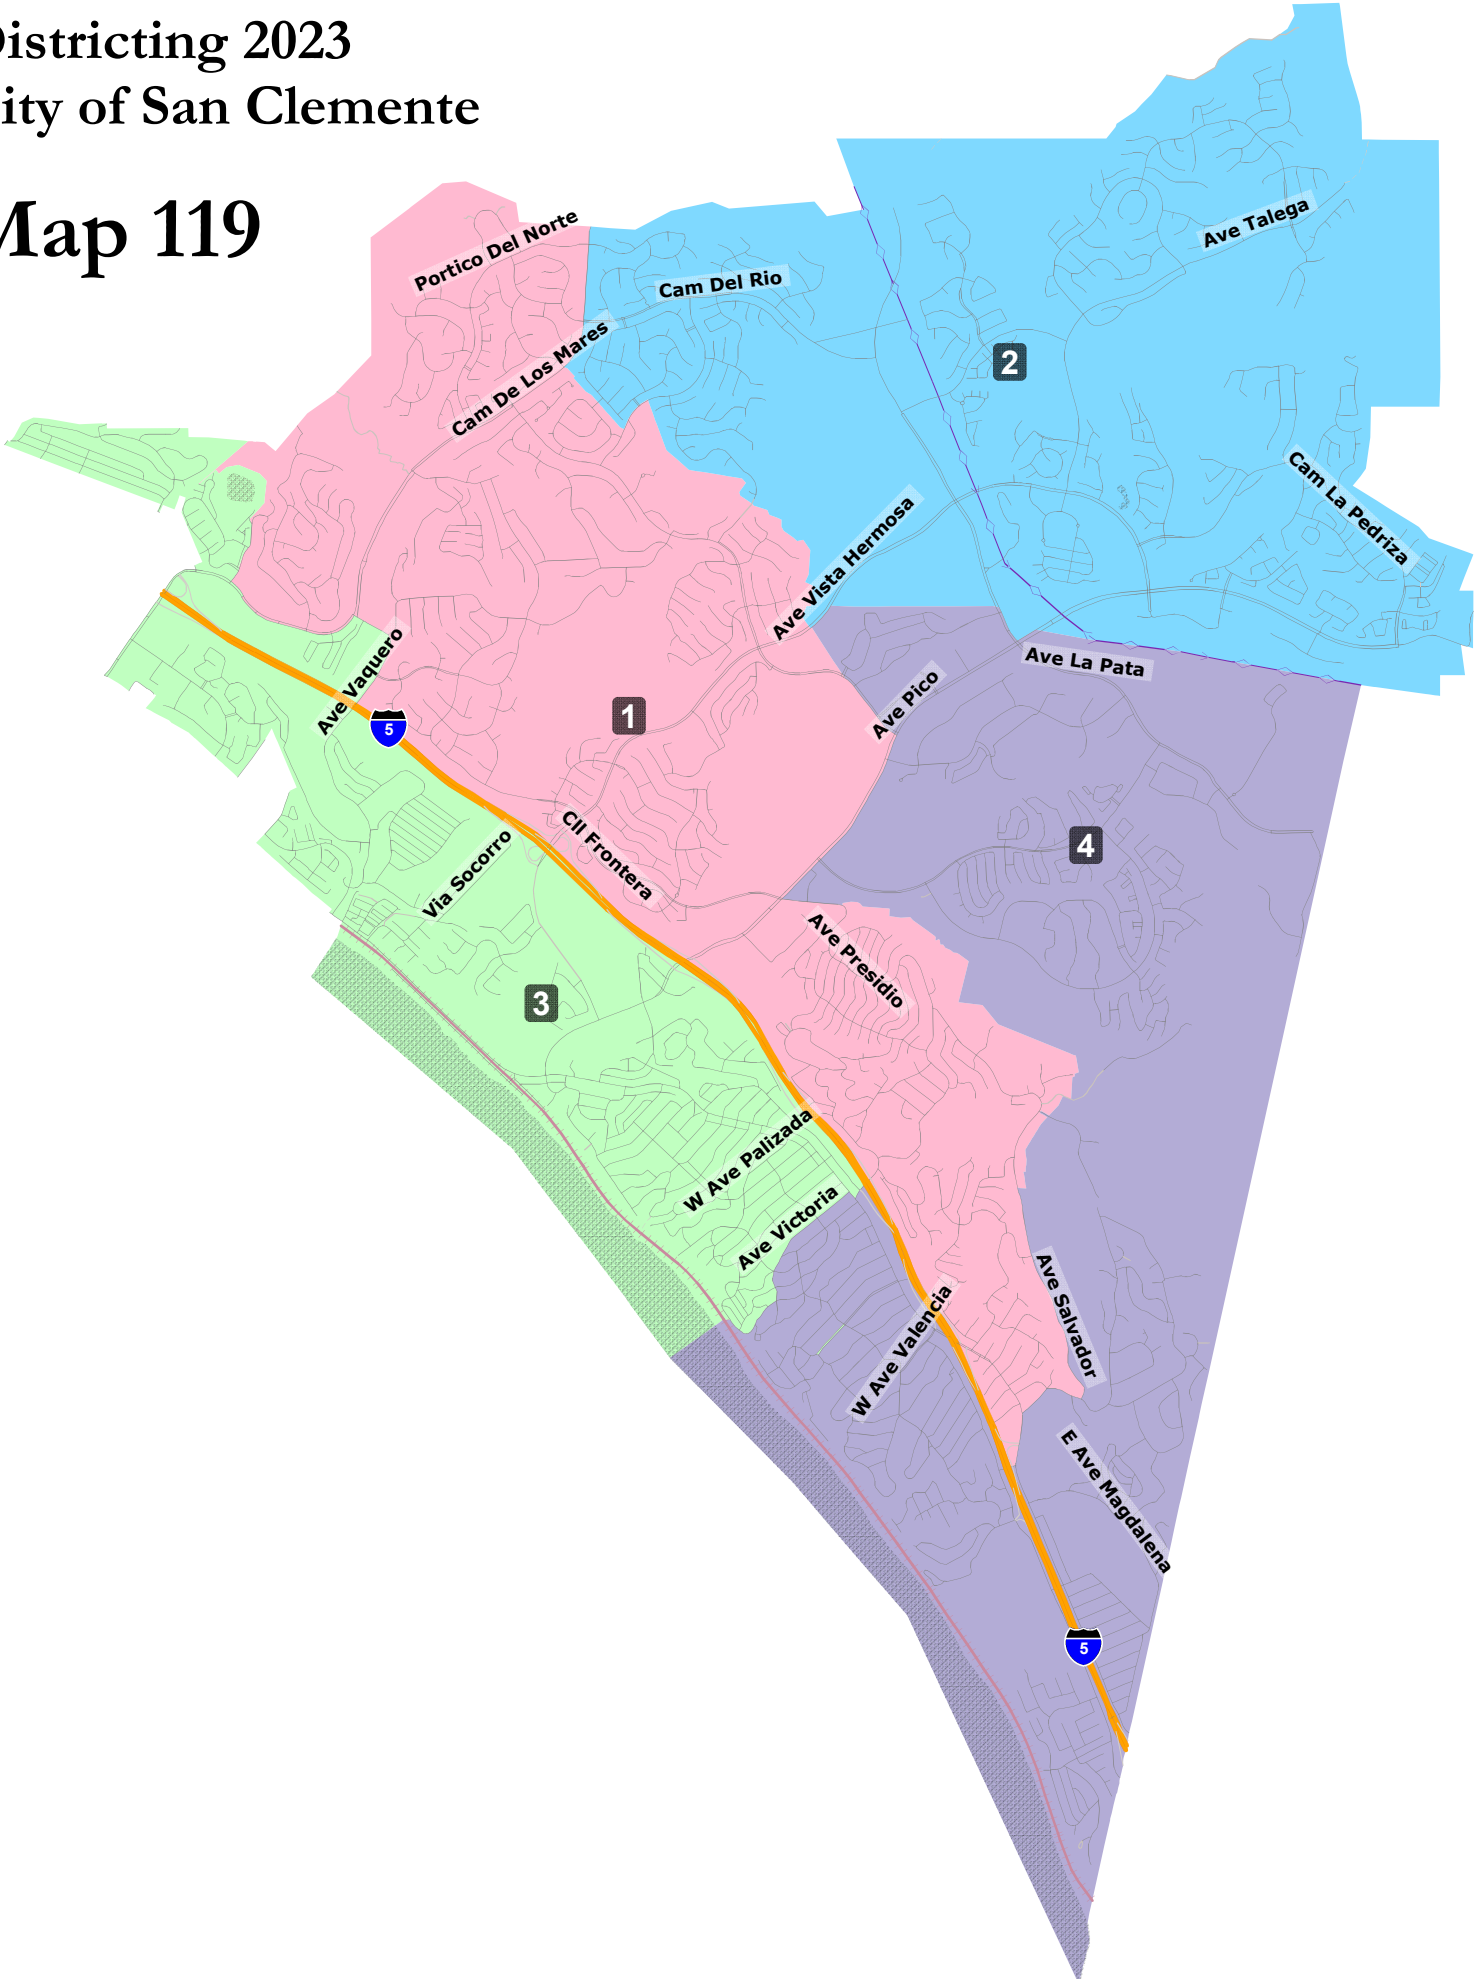 Districting 2023
ity of San Clemente
Map 119
Portico Del Norte
Cam Del Rio
Ave Talega
Cam De Los Mares
2
Cam La Pedriza
Ave Vista Hermosa
Ave Vaquero
Ave La Pata
Ave Pico
1
5
Cll Frontera
Via Socorro
4
Ave Presidio
3
W Ave Palizada
Ave Victoria
Ave Salvador
W Ave Valencia
E Ave Magdalena
5